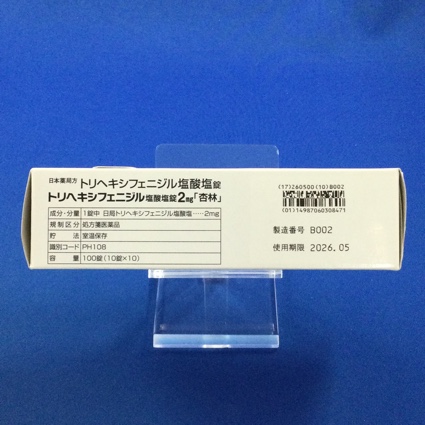 日本薬局方 トリヘキシフェニジル塩酸塩錠
トリヘキシフェニジル塩酸塩錠2mg「杏林」
成分・分量 1錠中 日局トリヘキシフェニジル塩酸塩……2mg
規制区分 処方箋医薬品
貯法 室温保存
識別コード PH108
容量 100錠(10錠×10)
(17)260500(10)B002
(01)14987060308471
製造番号 B002
使用期限 2026.05